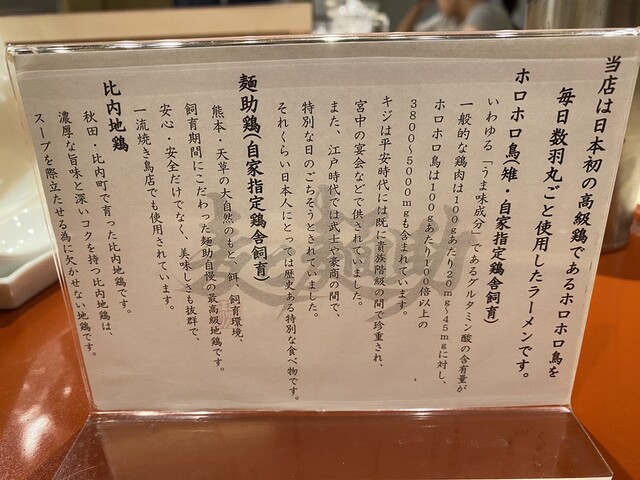 当店は日本初の高級鶏であるホロホロ鳥を
毎日数羽丸ごと使用したラーメンです。
ホロホロ鳥(雉・自家指定鶏舎飼育)
いわゆる「うま味成分」であるグルタミン酸の含有量が
一般的な鶏肉は100gあたり20mg〜45mgに対し、
ホロホロ鳥は100gあたり100倍以上の
3800〜5000mgも含まれています。
キジは平安時代には既に貴族階級の間で珍重され、
宮中の宴会などで供されていました。
また、江戸時代では武士や豪商の間で、
特別な日のごちそうとされていました。
それくらい日本人にとっては歴史ある特別な食べ物です。
麺助鶏(自家指定鶏舎飼育)
熊本・天草の大自然のもと、餌、飼育環境、
飼育期間にこだわった麺助自慢の最高級地鶏です。
安心・安全だけでなく、美味しさも抜群で、
一流焼き鳥店でも使用されています。
比内地鶏
秋田・比内町で育った比内地鶏です。
濃厚な旨味と深いコクを持つ比内地鶏は、
スープを際立たせる為に欠かせない地鶏です。
麺助